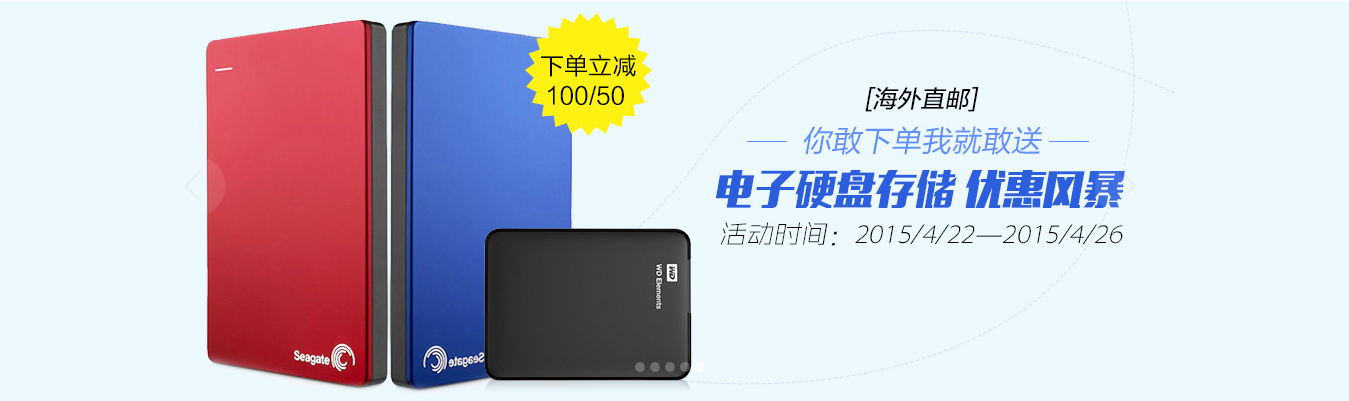 下单立减
100/50
[海外直邮]
你敢下单我就敢送
电子硬盘存储 优惠风暴
活动时间：2015/4/22—2015/4/26
WD
WD Elements
Seagate
Seagate